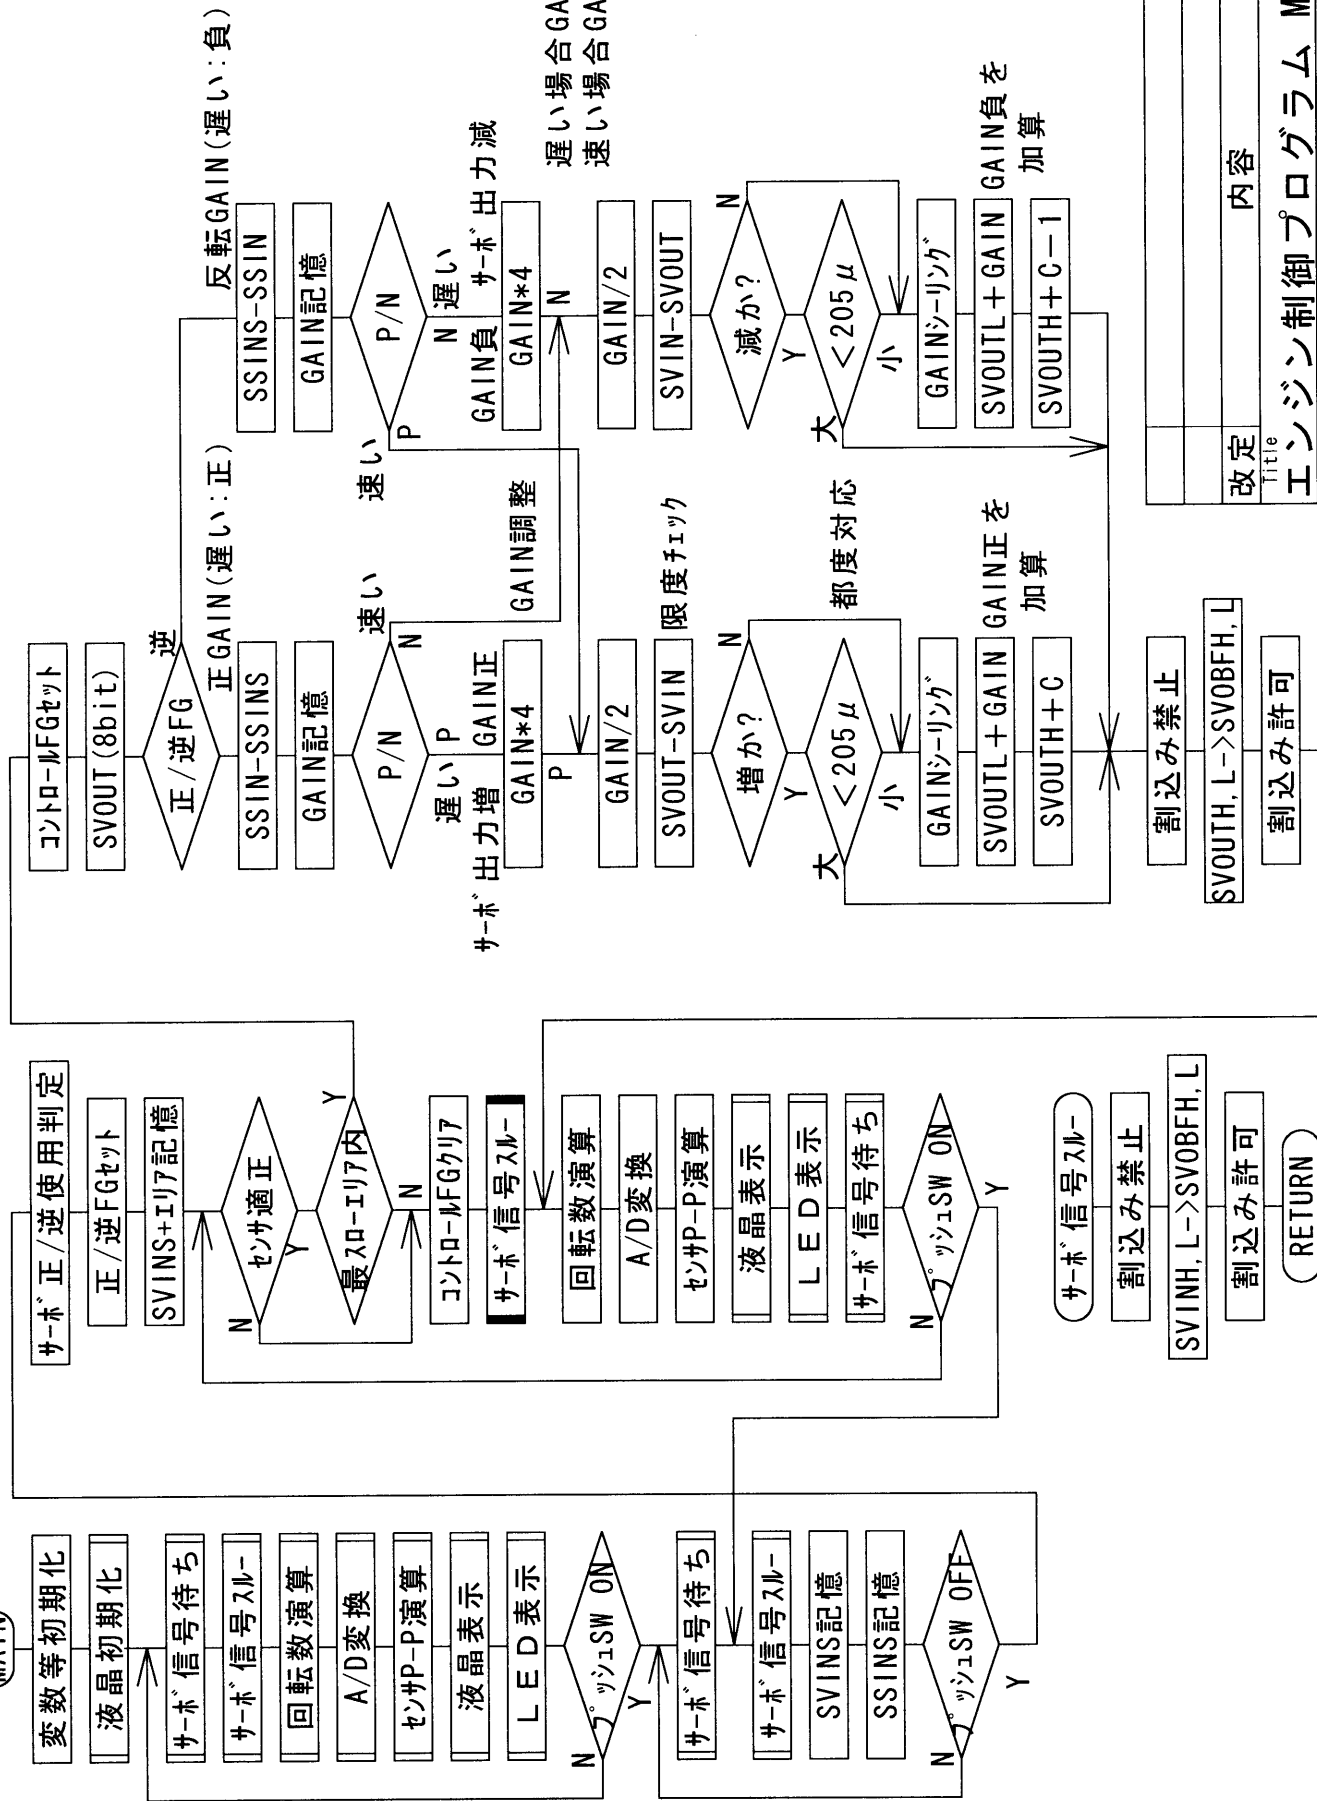 変数等初期化
液晶初期化
サーボ信号待ち
サーボ信号スルー
回転数演算
A/D変換
センサP-P演算
液晶表示
LED表示
プッシュSW ON
N
Y
サーボ信号待ち
サーボ信号スルー
SVINS記憶
SSINS記憶
プッシュSW OFF
N
Y
サーボ正/逆使用判定
正/逆FGセット
SVINS+エリア記憶
センサ適正
N
Y
最スローエリア内
Y
N
コントロールFGクリア
サーボ信号スルー
回転数演算
A/D変換
センサP-P演算
液晶表示
LED表示
サーボ信号待ち
プッシュSW ON
N
Y
サーボ信号スルー
割込み禁止
SVINH,L->SVOBFH,L
割込み許可
RETURN
コントロールFGセット
SVOUT(8bit)
正/逆FG
逆
正GAIN(遅い:正)
SSIN-SSINS
GAIN記憶
P/N
速い
N
遅い P
サーボ出力増 GAIN正
GAIN*4
GAIN調整
P
GAIN/2
SVOUT-SVIN
限度チェック
増か?
N
Y
<205μ
都度対応
大
小
GAINシーリング
SVOUTL+GAIN
GAIN正を
加算
SVOUTH+C
割込み禁止
SVOUTH,L->SVOBFH,L
割込み許可
反転GAIN(遅い:負)
SSINS-SSIN
GAIN記憶
P/N
速い
P
N 遅い
GAIN負 サーボ出力減
GAIN*4
N
遅い場合GA
速い場合GA
GAIN/2
SVIN-SVOUT
減か?
N
Y
<205μ
大
小
GAINシーリング
SVOUTL+GAIN
GAIN負を
加算
SVOUTH+C-1
改定
内容
Title
エンジン制御プログラム M